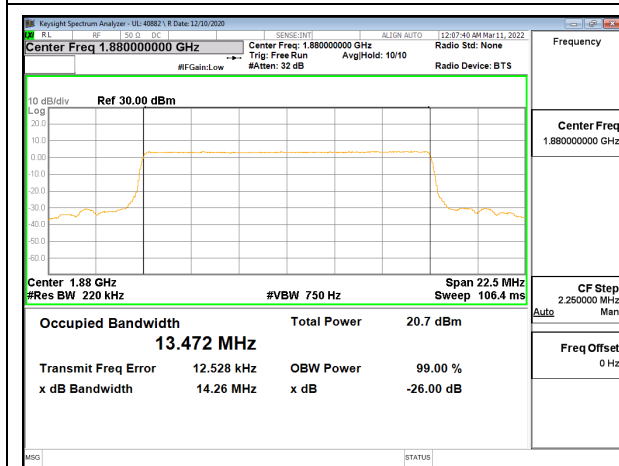 Keysight Spectrum Analyzer - UL: 40882 \ R Date: 12/10/2020
LXI RL RF 50 Ω DC SENSE:INT ALIGN AUTO 12:07:40 AM Mar 11, 2022
Center Freq 1.880000000 GHz Center Freq: 1.880000000 GHz Radio Std: None Frequency
Trig: Free Run Avg|Hold: 10/10
#IFGain:Low #Atten: 32 dB Radio Device: BTS
10 dB/div Ref 30.00 dBm
Log
20.0
10.0
0.00
-10.0
-20.0
-30.0
-40.0
-50.0
-60.0
Center Freq
1.880000000 GHz
Center 1.88 GHz Span 22.5 MHz
#Res BW 220 kHz #VBW 750 Hz Sweep 106.4 ms
CF Step
2.250000 MHz
Auto Man
Occupied Bandwidth Total Power 20.7 dBm
13.472 MHz
Transmit Freq Error 12.528 kHz OBW Power 99.00 %
x dB Bandwidth 14.26 MHz x dB -26.00 dB
Freq Offset
0 Hz
MSG STATUS